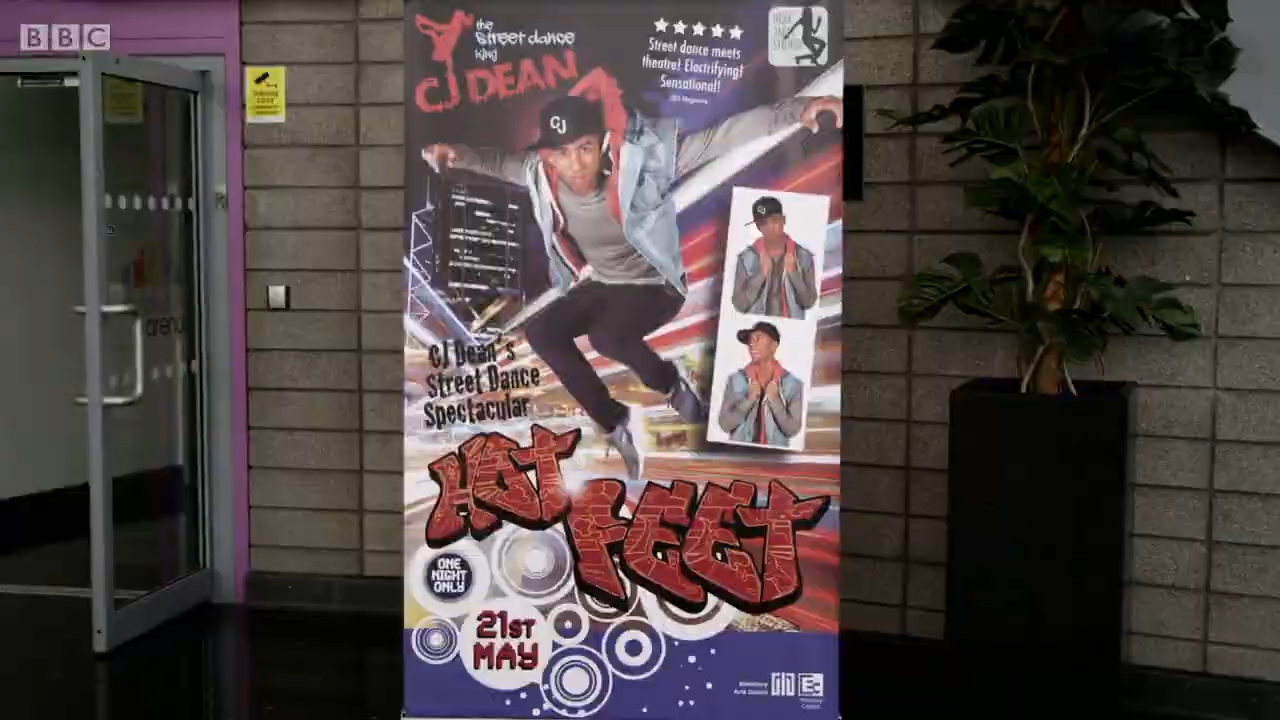 BBC
the
street dance
king
CJ DEAN
Street dance meets
theatre! Electrifying!
Sensational!
CJ
CJ Dean's
Street Dance
Spectacular
HOT
FEET
ONE
NIGHT
ONLY
21ST
MAY
arena